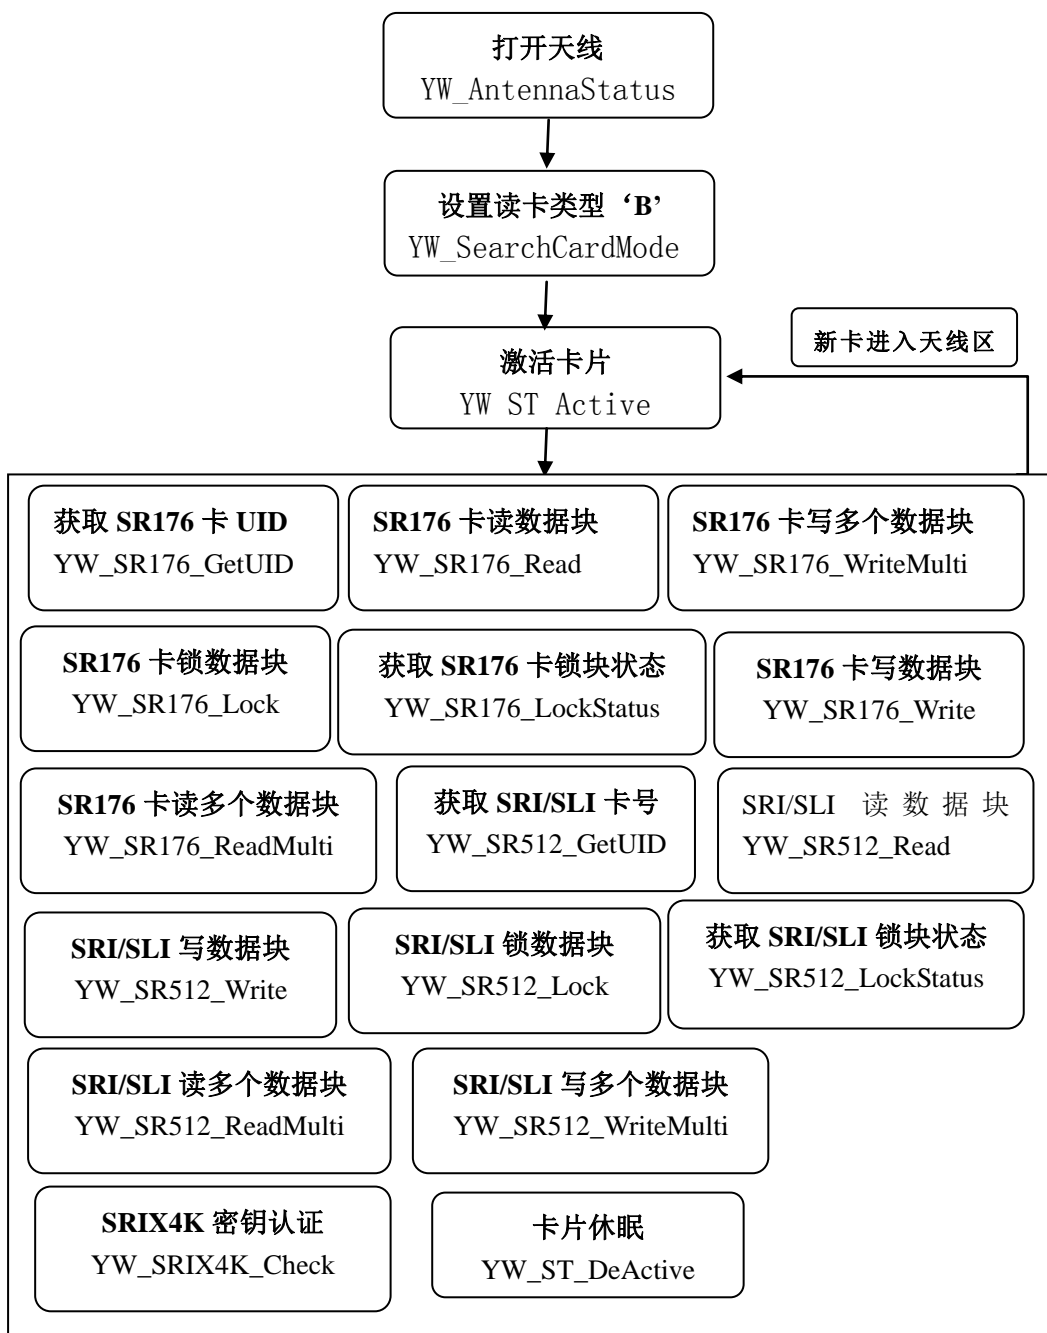 打开天线
YW_AntennaStatus
设置读卡类型‘B’
YW_SearchCardMode
新卡进入天线区
激活卡片
YW ST Active
获取 SR176 卡 UID
YW_SR176_GetUID
SR176 卡读数据块
YW_SR176_Read
SR176 卡写多个数据块
YW_SR176_WriteMulti
SR176 卡锁数据块
YW_SR176_Lock
获取 SR176 卡锁块状态
YW_SR176_LockStatus
SR176 卡写数据块
YW_SR176_Write
SR176 卡读多个数据块
YW_SR176_ReadMulti
获取 SRI/SLI 卡号
YW_SR512_GetUID
SRI/SLI 读数据块
YW_SR512_Read
SRI/SLI 写数据块
YW_SR512_Write
SRI/SLI 锁数据块
YW_SR512_Lock
获取 SRI/SLI 锁块状态
YW_SR512_LockStatus
SRI/SLI 读多个数据块
YW_SR512_ReadMulti
SRI/SLI 写多个数据块
YW_SR512_WriteMulti
SRIX4K 密钥认证
YW_SRIX4K_Check
卡片休眠
YW_ST_DeActive